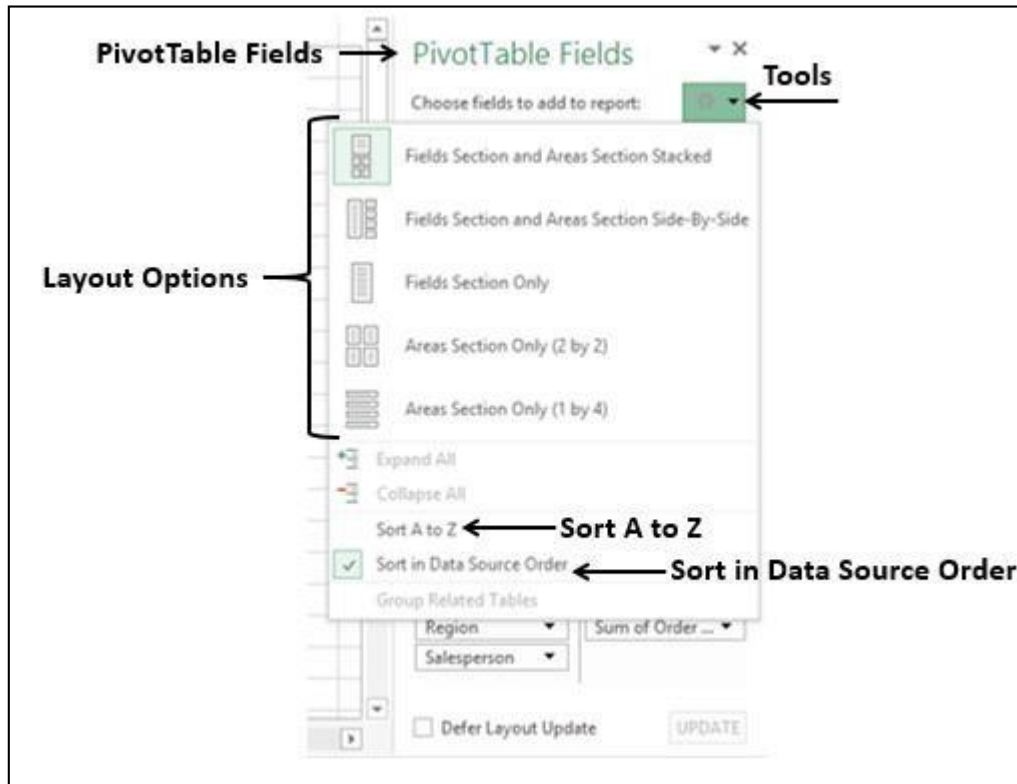 PivotTable Fields
PivotTable Fields
Tools
Choose fields to add to report:
Fields Section and Areas Section Stacked
Fields Section and Areas Section Side-By-Side
Layout Options
Fields Section Only
Areas Section Only (2 by 2)
Areas Section Only (1 by 4)
Expand All
Collapse All
Sort A to Z
Sort A to Z
Sort in Data Source Order
Sort in Data Source Order
Group Related Tables
Region
Sum of Order ...
Salesperson
Defer Layout Update
UPDATE